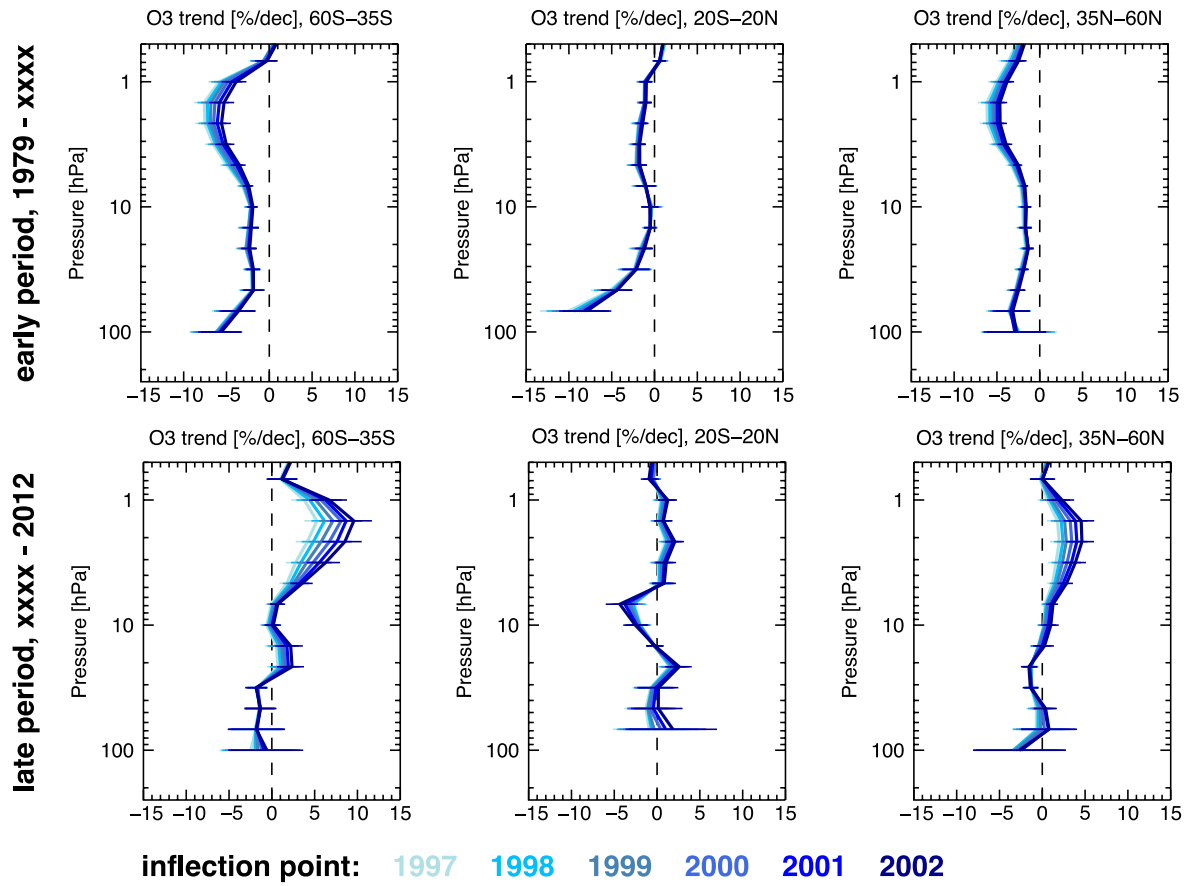 O3 trend [%/dec], 60S–35S
O3 trend [%/dec], 20S–20N
O3 trend [%/dec], 35N–60N
early period, 1979 - xxxx
Pressure [hPa]
1
10
100
−15 −10 −5 0 5 10 15
Pressure [hPa]
1
10
100
−15 −10 −5 0 5 10 15
Pressure [hPa]
1
10
100
−15 −10 −5 0 5 10 15
O3 trend [%/dec], 60S–35S
O3 trend [%/dec], 20S–20N
O3 trend [%/dec], 35N–60N
late period, xxxx - 2012
Pressure [hPa]
1
10
100
−15 −10 −5 0 5 10 15
Pressure [hPa]
1
10
100
−15 −10 −5 0 5 10 15
Pressure [hPa]
1
10
100
−15 −10 −5 0 5 10 15
inflection point: 1997 1998 1999 2000 2001 2002